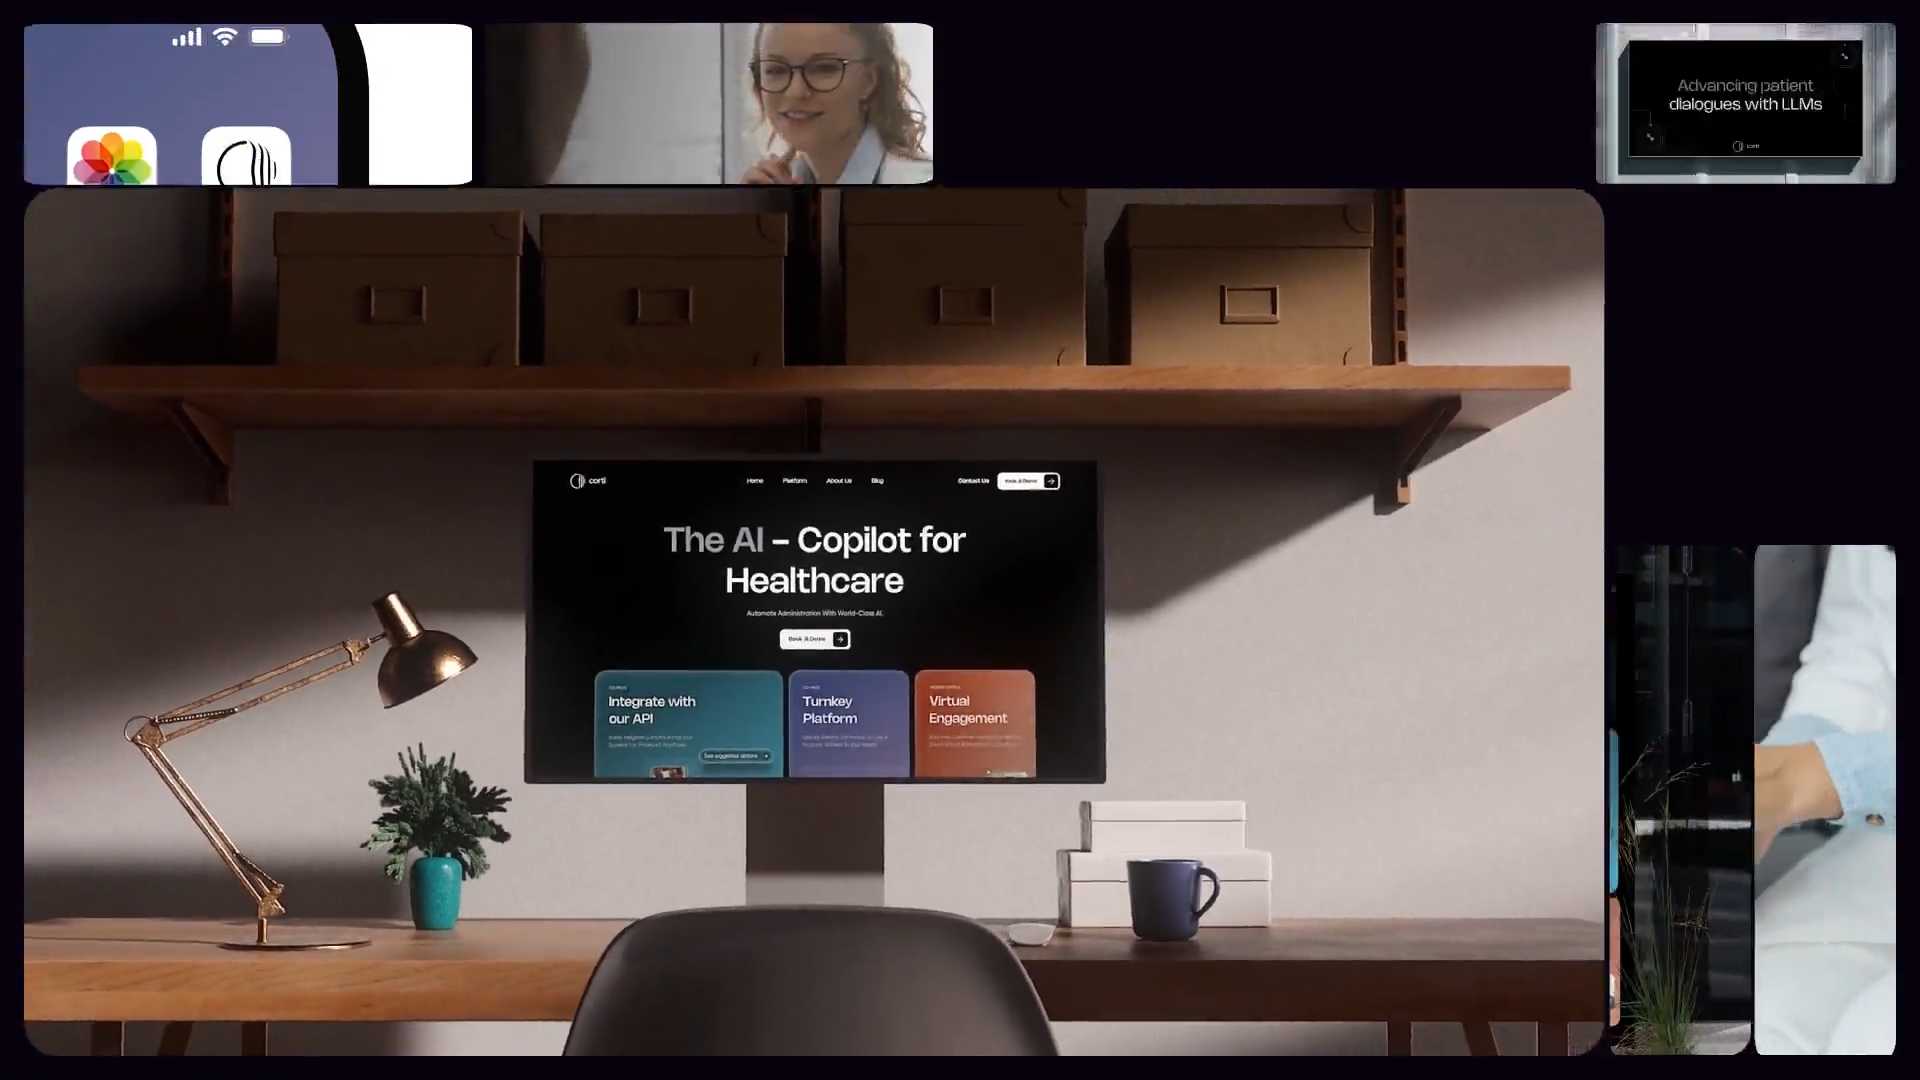 Advancing patient
dialogues with LLMs
corti
corti
Home
Platform
About Us
Blog
Contact Us
Book A Demo
The AI – Copilot for
Healthcare
Automate Administration With World-Class AI.
Book A Demo
Integrate with
our API
See suggested actions
Turnkey
Platform
Virtual
Engagement